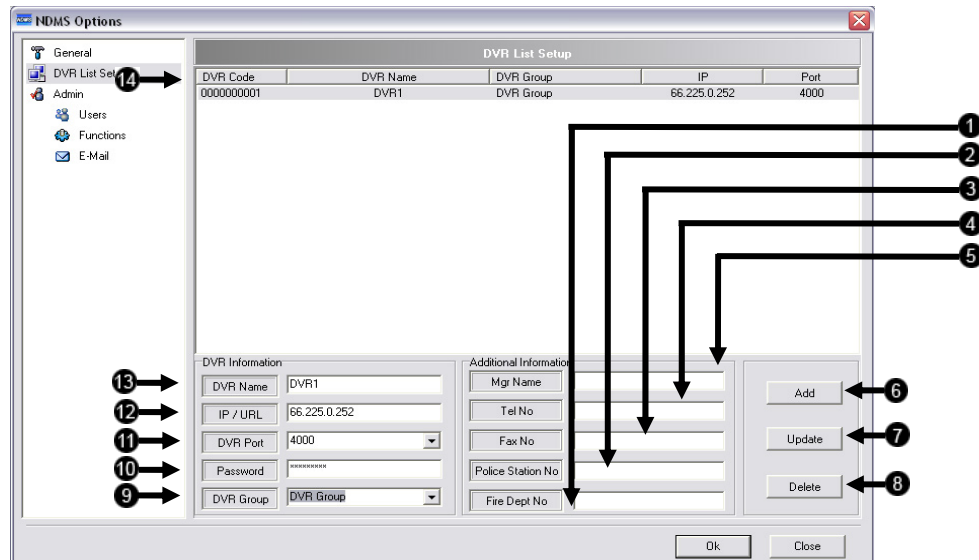 NDMS NDMS Options
General
DVR List Set
Admin
Users
Functions
E-Mail
DVR List Setup
DVR Code DVR Name DVR Group IP Port
0000000001 DVR1 DVR Group 66.225.0.252 4000
14
1
2
3
4
5
DVR Information
13 DVR Name DVR1
12 IP / URL 66.225.0.252
11 DVR Port 4000
10 Password *********
9 DVR Group DVR Group
Additional Information
Mgr Name
Tel No
Fax No
Police Station No
Fire Dept No
Add 6
Update 7
Delete 8
Ok Close